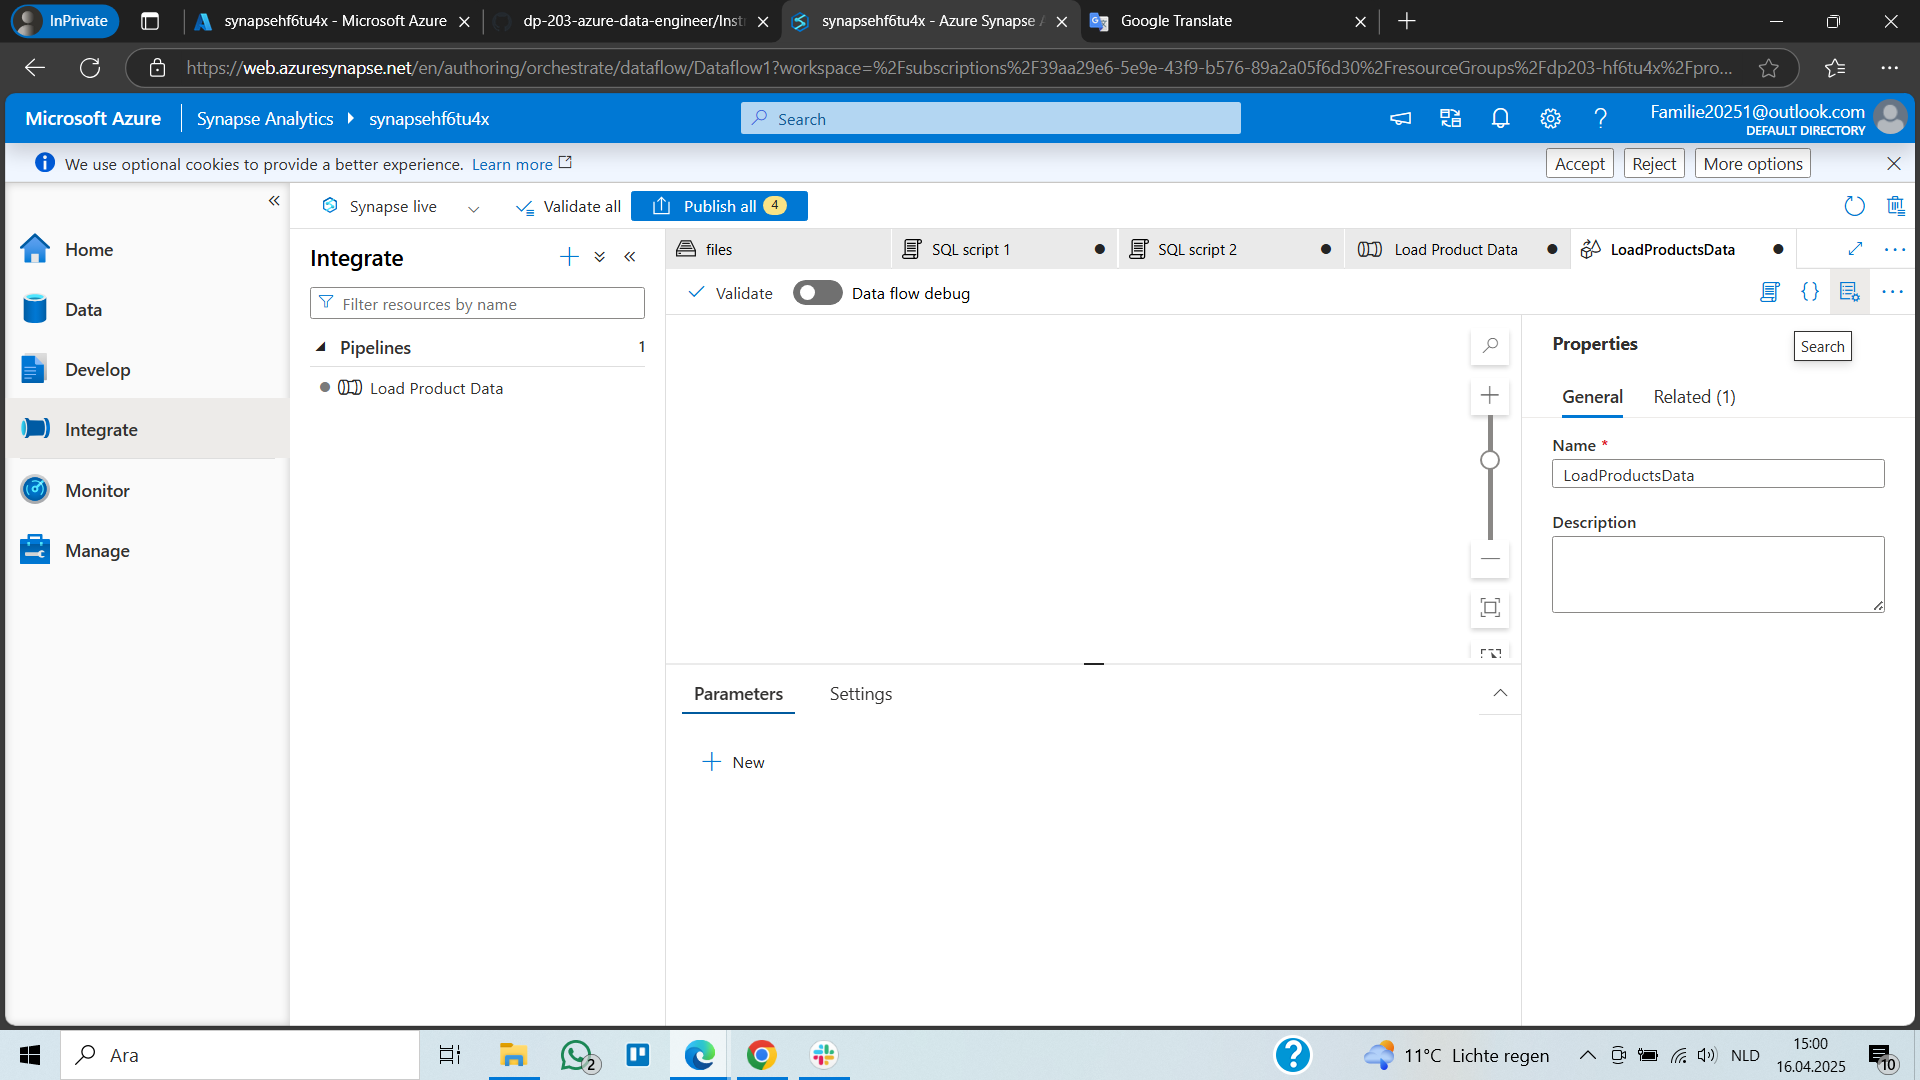 InPrivate
synapsehf6tu4x - Microsoft Azure
dp-203-azure-data-engineer/Inst
synapsehf6tu4x - Azure Synapse A
Google Translate
https://web.azuresynapse.net/en/authoring/orchestrate/dataflow/Dataflow1?workspace=%2Fsubscriptions%2F39aa29e6-5e9e-43f9-b576-89a2a05f6d30%2FresourceGroups%2Fdp203-hf6tu4x%2Fpro...
Microsoft Azure
Synapse Analytics
synapsehf6tu4x
Search
Familie20251@outlook.com
DEFAULT DIRECTORY
We use optional cookies to provide a better experience. Learn more
Accept
Reject
More options
Synapse live
Validate all
Publish all 4
Home
Data
Develop
Integrate
Monitor
Manage
Integrate
Filter resources by name
Pipelines 1
Load Product Data
files
SQL script 1
SQL script 2
Load Product Data
LoadProductsData
Validate
Data flow debug
Parameters
Settings
New
Properties
Search
General
Related (1)
Name *
LoadProductsData
Description
Ara
2
11°C Lichte regen
NLD
15:00
16.04.2025
10